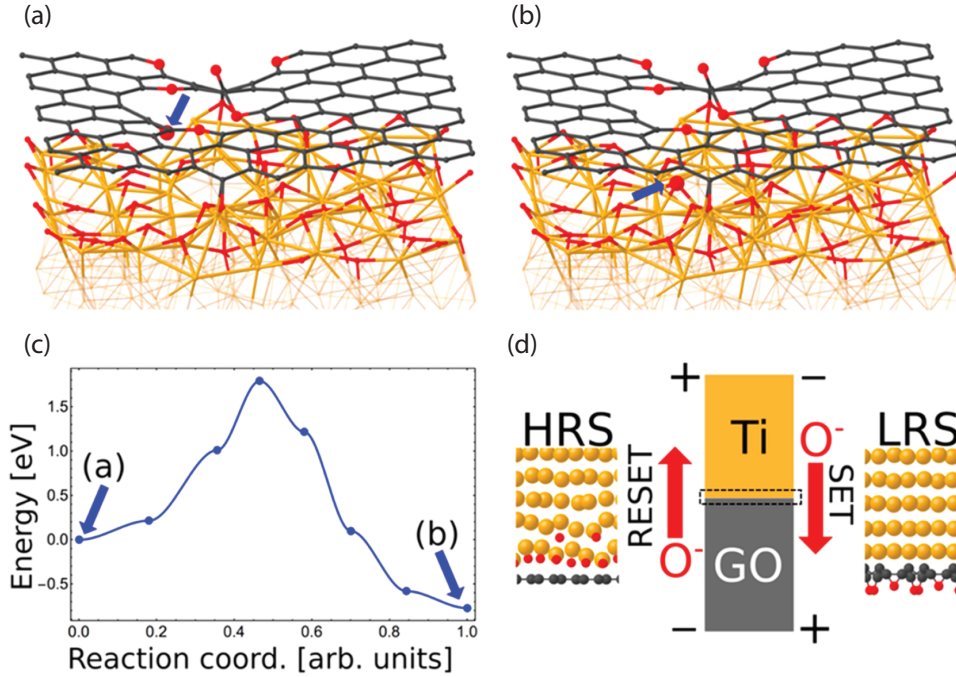 (a)
(b)
(c)
Energy [eV]
1.5
1.0
0.5
0.0
−0.5
(a)
(b)
0.0 0.2 0.4 0.6 0.8 1.0
Reaction coord. [arb. units]
(d)
+ −
HRS
Ti
O⁻
LRS
RESET
SET
O⁻
GO
− +